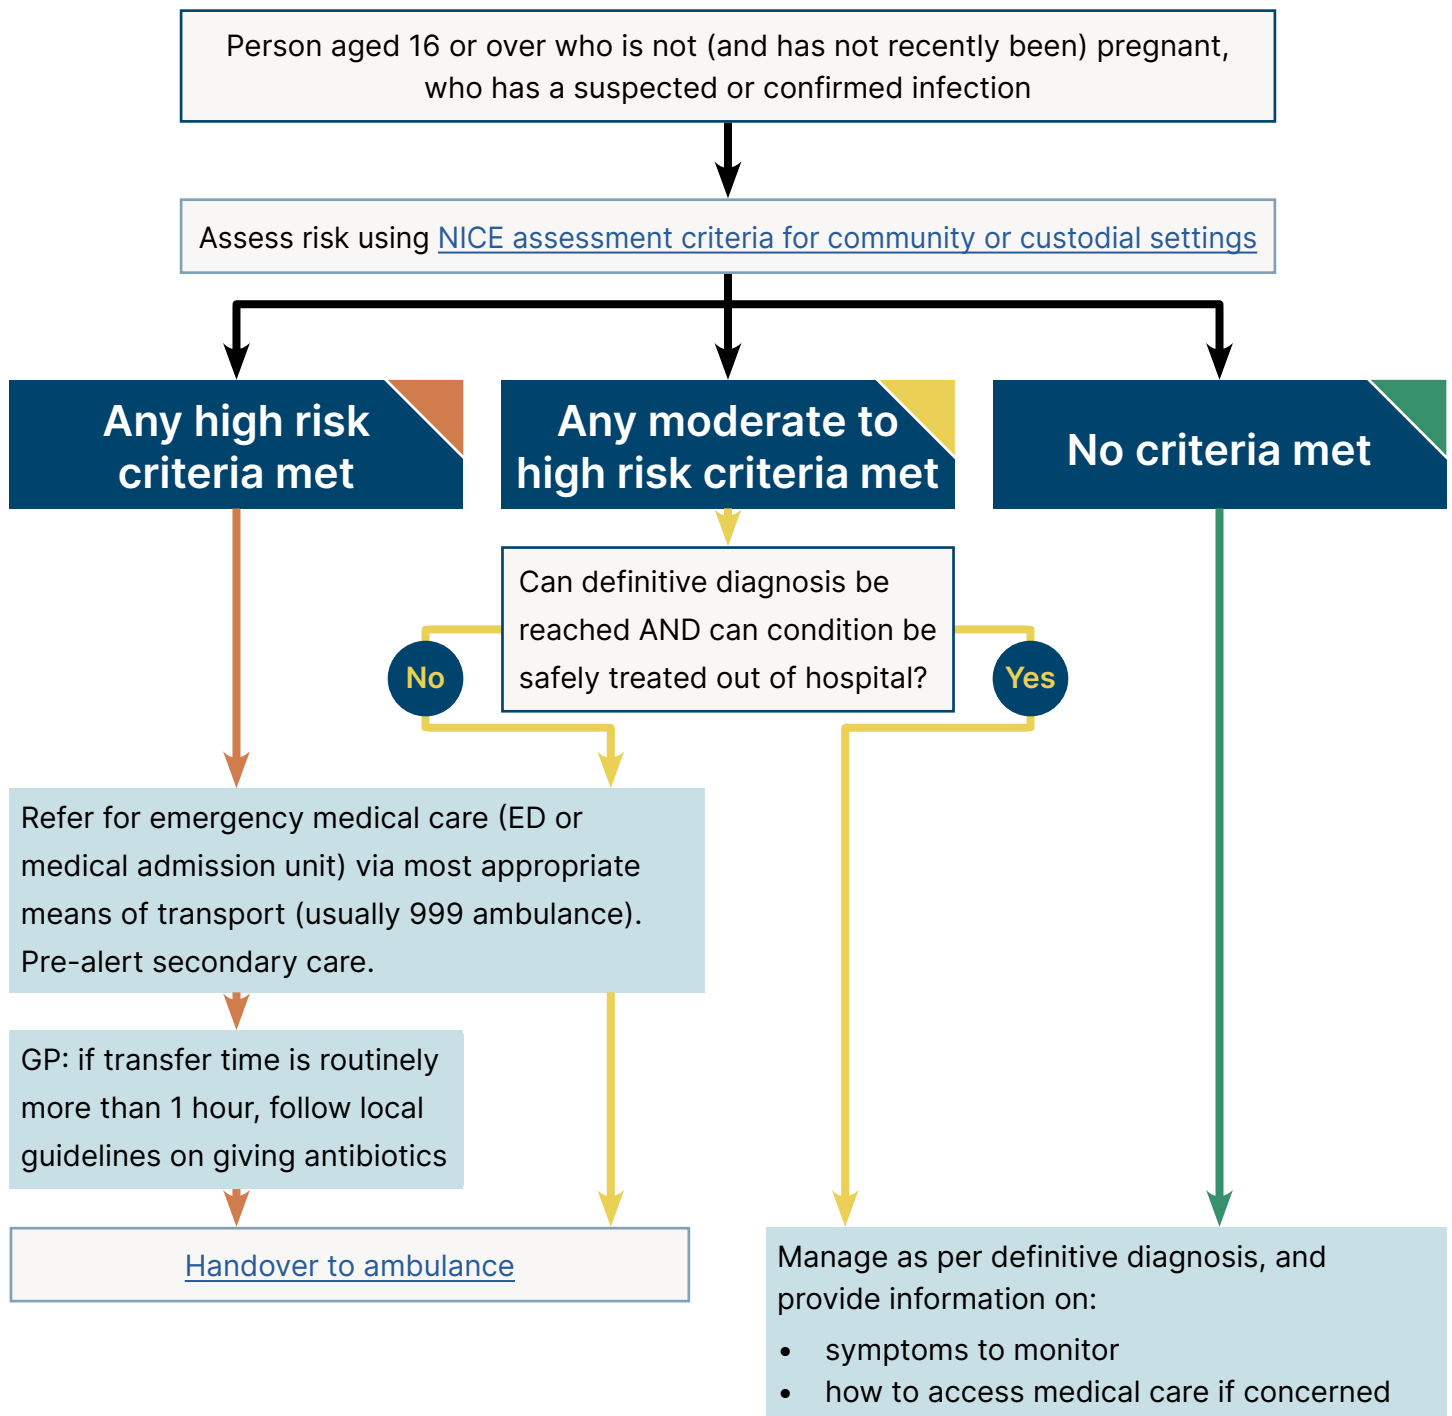 Person aged 16 or over who is not (and has not recently been) pregnant,
who has a suspected or confirmed infection
Assess risk using NICE assessment criteria for community or custodial settings
Any high risk
criteria met
Any moderate to
high risk criteria met
No criteria met
Can definitive diagnosis be
reached AND can condition be
safely treated out of hospital?
No
Yes
Refer for emergency medical care (ED or
medical admission unit) via most appropriate
means of transport (usually 999 ambulance).
Pre-alert secondary care.
GP: if transfer time is routinely
more than 1 hour, follow local
guidelines on giving antibiotics
Handover to ambulance
Manage as per definitive diagnosis, and
provide information on:
• symptoms to monitor
• how to access medical care if concerned